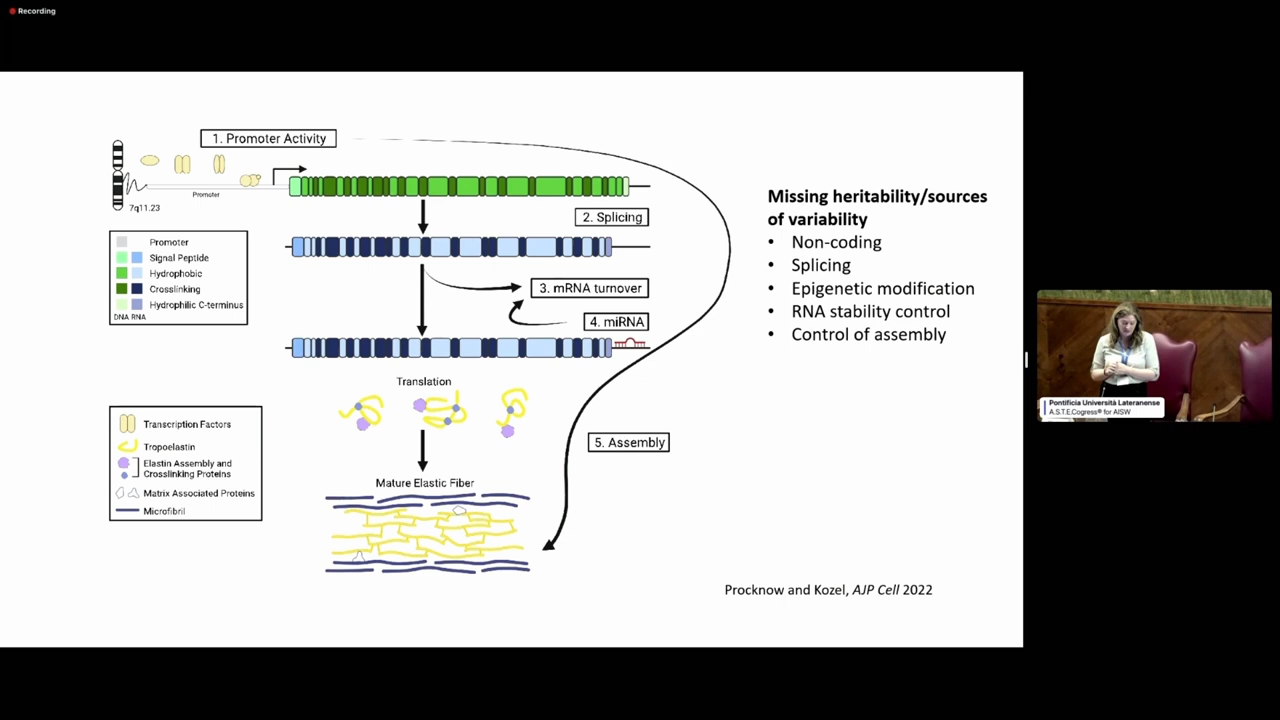 Recording
1. Promoter Activity
Promoter
7q11.23
2. Splicing
Promoter
Signal Peptide
Hydrophobic
Crosslinking
Hydrophilic C-terminus
DNA RNA
3. mRNA turnover
4. miRNA
Translation
Transcription Factors
Tropoelastin
Elastin Assembly and
Crosslinking Proteins
Matrix Associated Proteins
Microfibril
5. Assembly
Mature Elastic Fiber
Missing heritability/sources
of variability
• Non-coding
• Splicing
• Epigenetic modification
• RNA stability control
• Control of assembly
Procknow and Kozel, AJP Cell 2022
Pontificia Università Lateranense
A.S.T.E.Cogress® for AISW